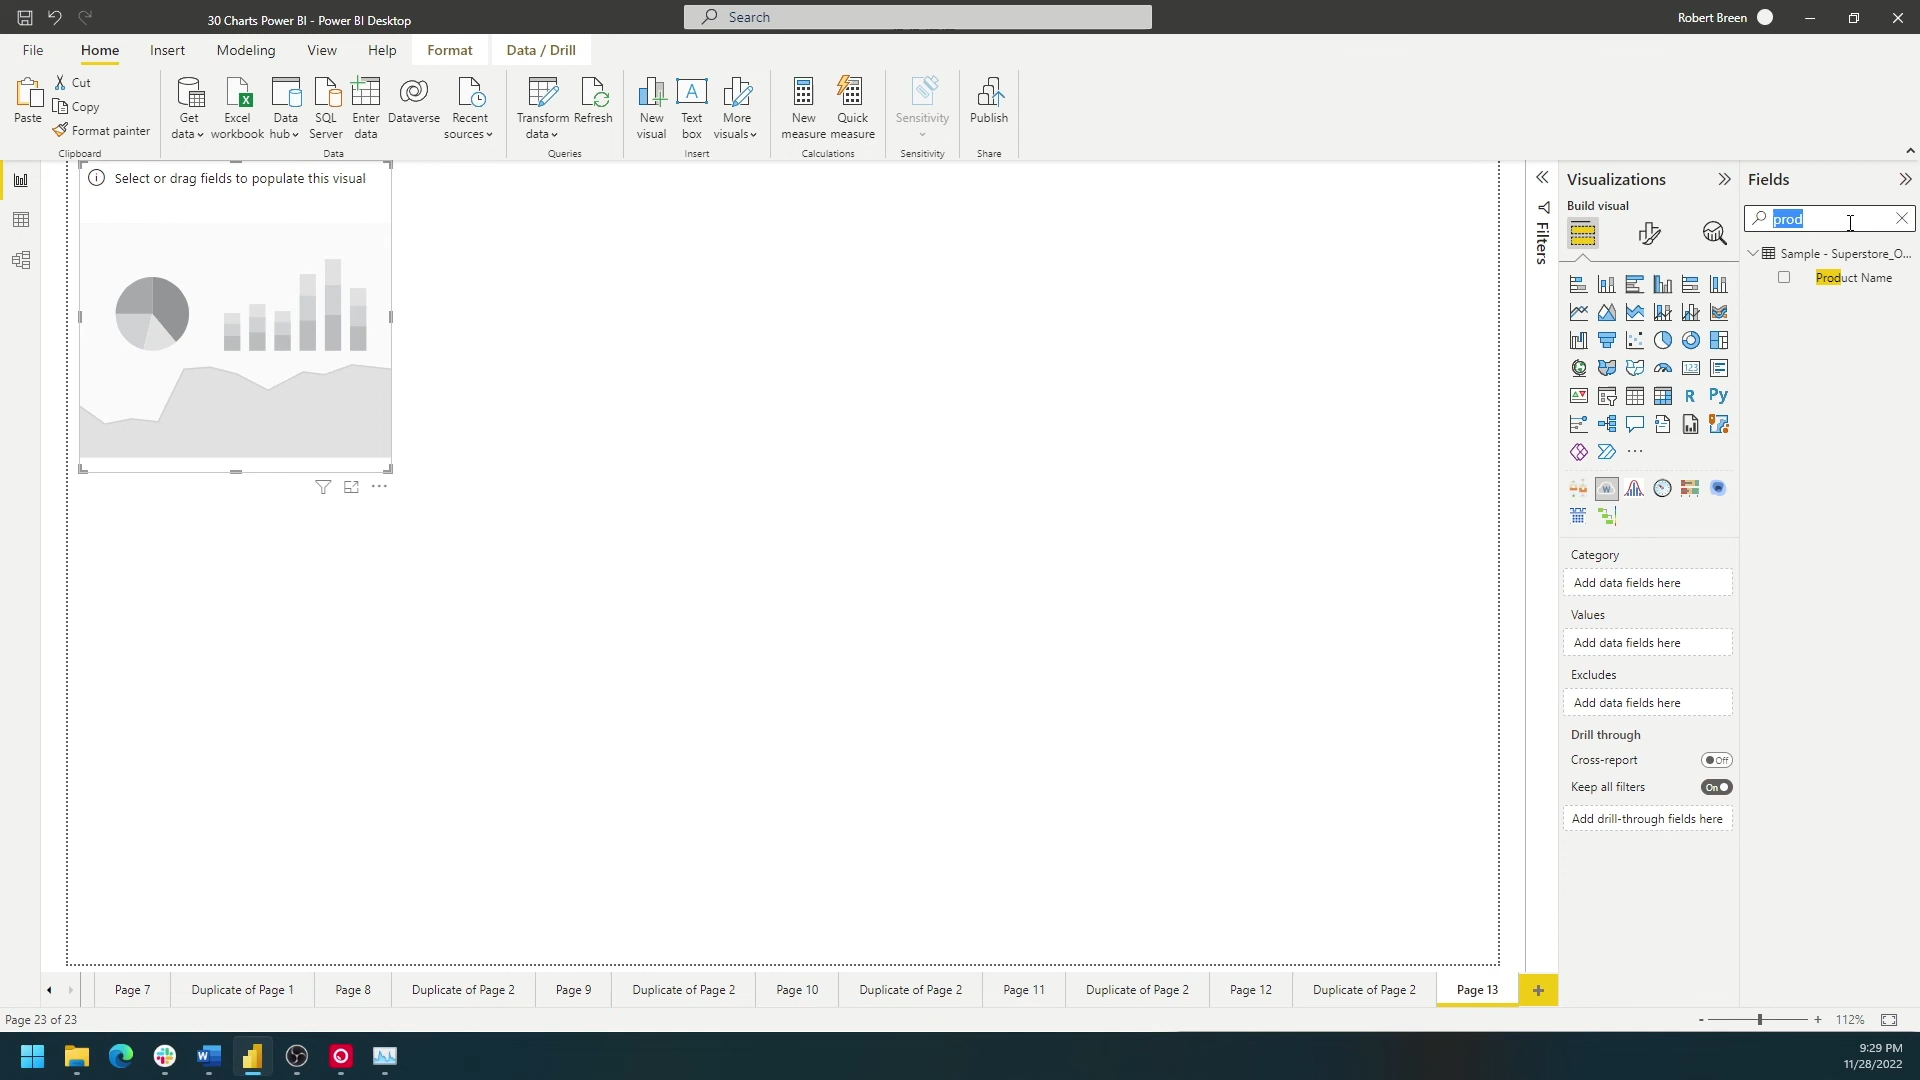 30 Charts Power BI - Power BI Desktop
Search
Robert Breen
File
Home
Insert
Modeling
View
Help
Format
Data / Drill
Paste
Cut
Copy
Format painter
Clipboard
Get
data
Excel
workbook
Data
hub
SQL
Server
Enter
data
Dataverse
Recent
sources
Data
Transform
data
Refresh
Queries
New
visual
A
Text
box
More
visuals
Insert
New
measure
Quick
measure
Calculations
Sensitivity
Sensitivity
Publish
Share
Select or drag fields to populate this visual
Filters
Visualizations
Build visual
123
R
Py
W
Category
Add data fields here
Values
Add data fields here
Excludes
Add data fields here
Drill through
Cross-report
Off
Keep all filters
On
Add drill-through fields here
Fields
prod
Sample - Superstore_O...
Product Name
Page 7
Duplicate of Page 1
Page 8
Duplicate of Page 2
Page 9
Duplicate of Page 2
Page 10
Duplicate of Page 2
Page 11
Duplicate of Page 2
Page 12
Duplicate of Page 2
Page 13
+
Page 23 of 23
- + 112%
9:29 PM
11/28/2022